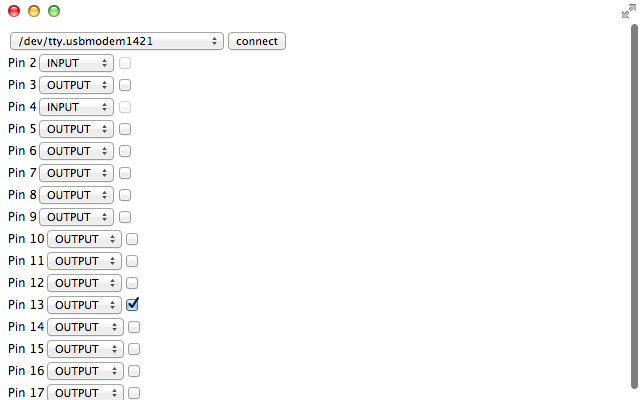 /dev/tty.usbmodem1421 connect
Pin 2 INPUT
Pin 3 OUTPUT
Pin 4 INPUT
Pin 5 OUTPUT
Pin 6 OUTPUT
Pin 7 OUTPUT
Pin 8 OUTPUT
Pin 9 OUTPUT
Pin 10 OUTPUT
Pin 11 OUTPUT
Pin 12 OUTPUT
Pin 13 OUTPUT
Pin 14 OUTPUT
Pin 15 OUTPUT
Pin 16 OUTPUT
Pin 17 OUTPUT